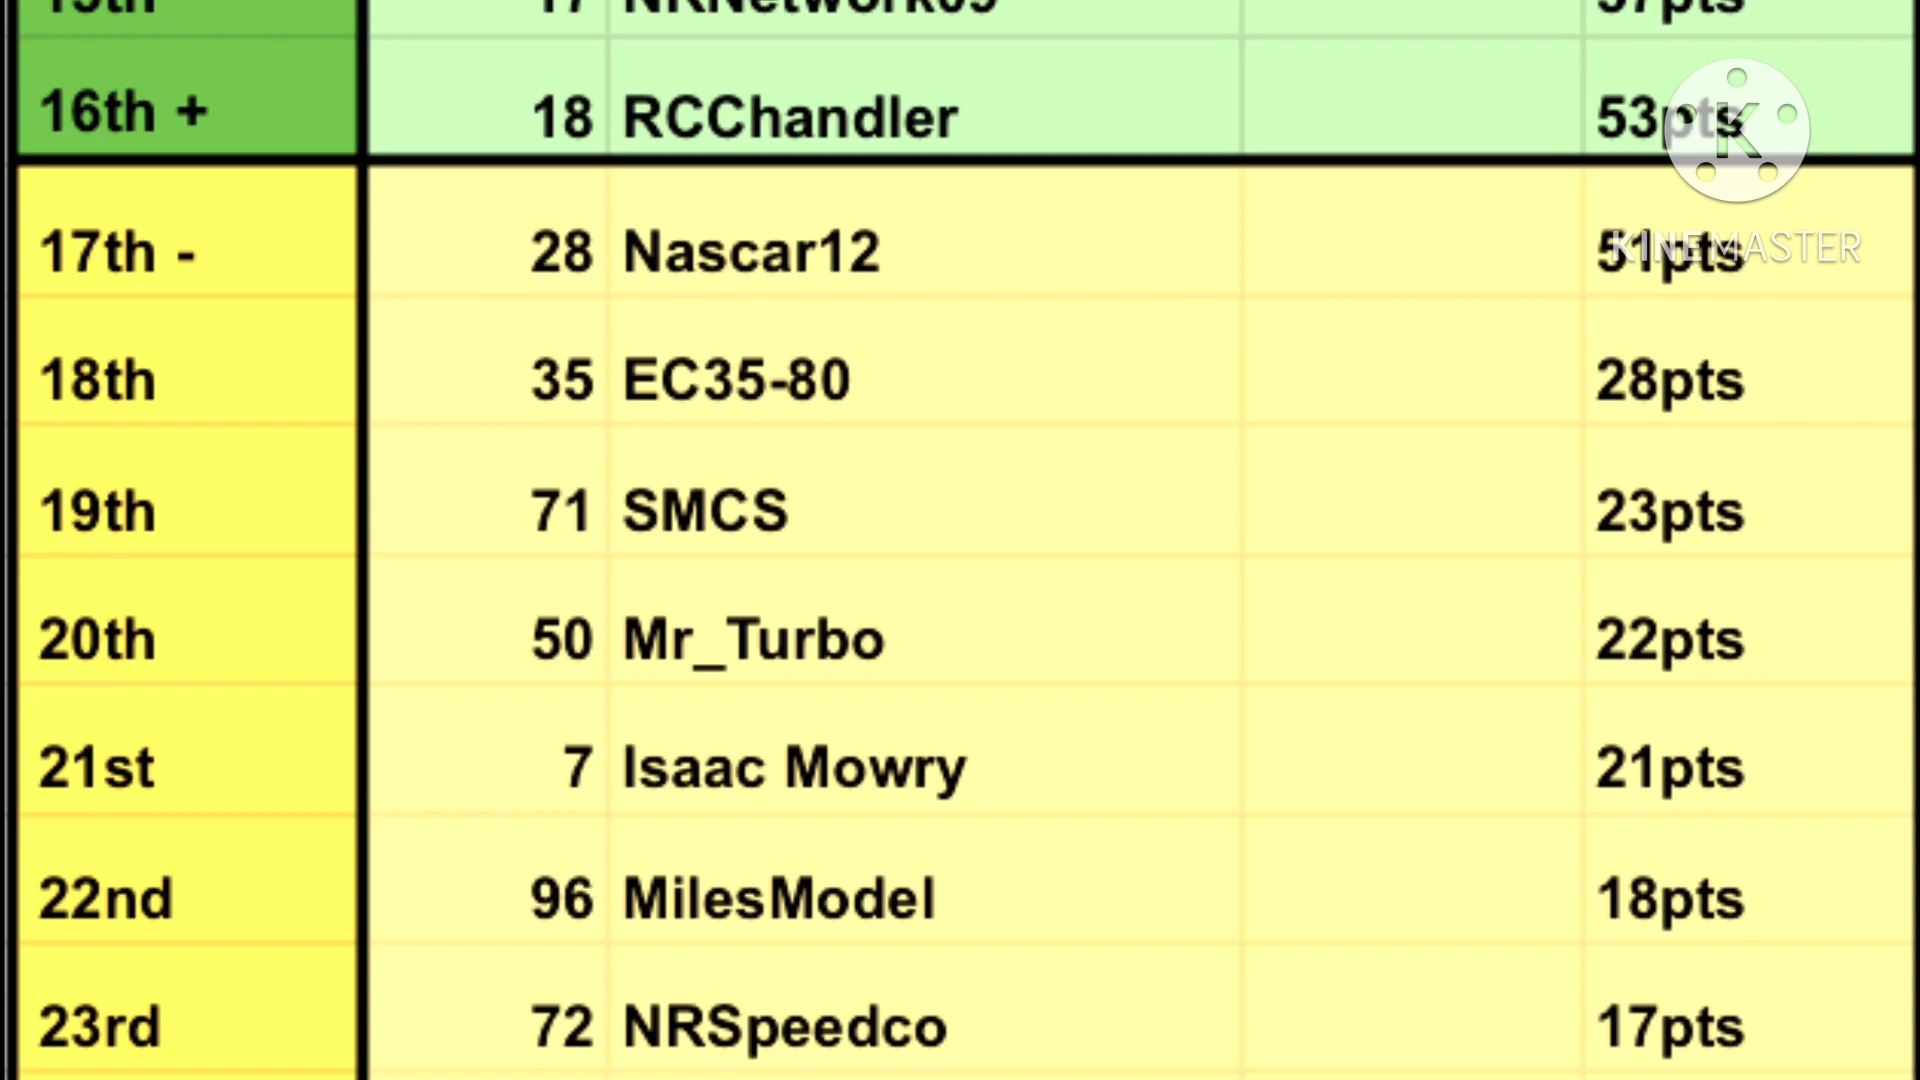 16th + 18 RCChandler 53pts
17th - 28 Nascar12 51pts
KINEMASTER
18th 35 EC35-80 28pts
19th 71 SMCS 23pts
20th 50 Mr_Turbo 22pts
21st 7 Isaac Mowry 21pts
22nd 96 MilesModel 18pts
23rd 72 NRSpeedco 17pts